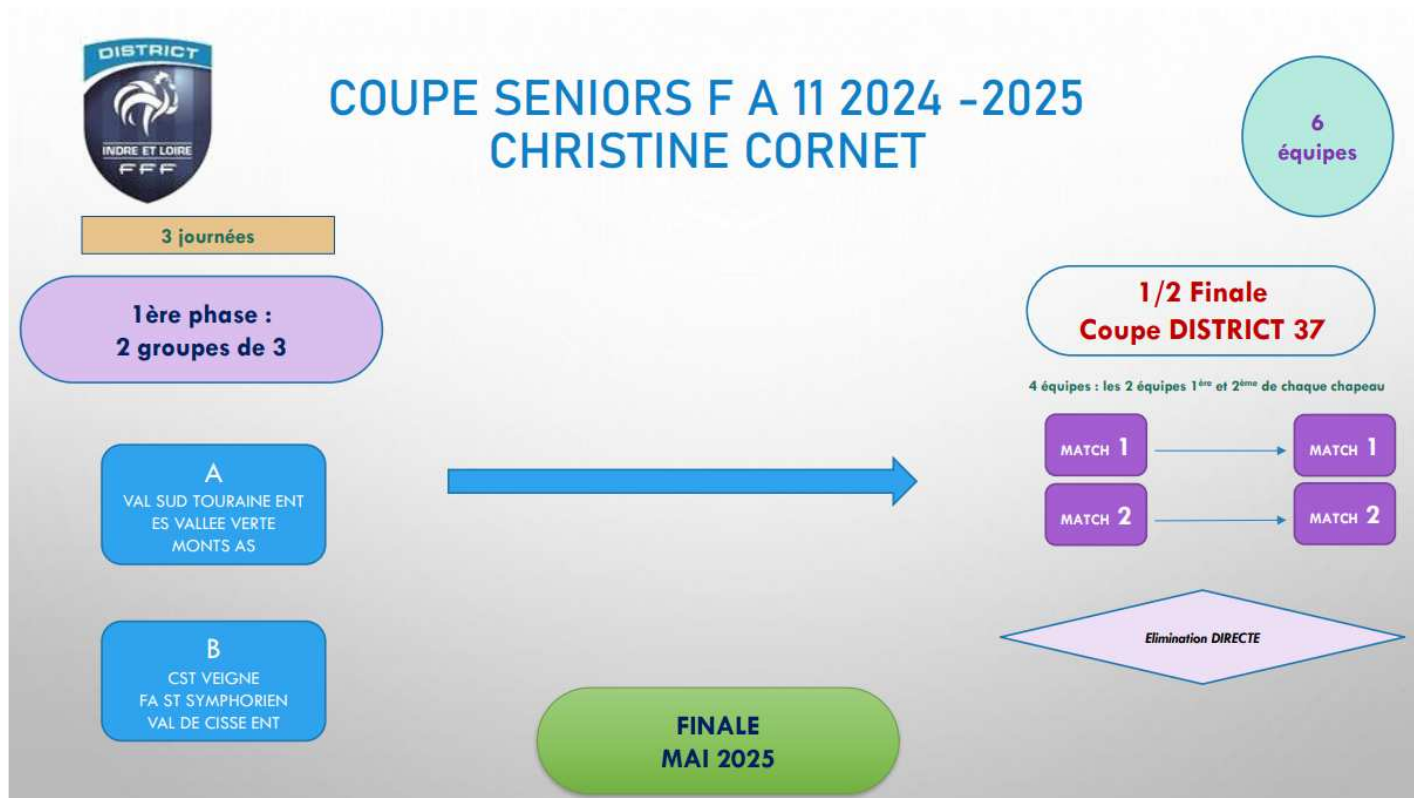 DISTRICT
INDRE ET LOIRE
FFF
COUPE SENIORS F A 11 2024 -2025
CHRISTINE CORNET
6
équipes
3 journées
1ère phase :
2 groupes de 3
1/2 Finale
Coupe DISTRICT 37
4 équipes : les 2 équipes 1ère et 2ème de chaque chapeau
MATCH 1
MATCH 1
MATCH 2
MATCH 2
A
VAL SUD TOURAINE ENT
ES VALLEE VERTE
MONTS AS
Elimination DIRECTE
B
CST VEIGNE
FA ST SYMPHORIEN
VAL DE CISSE ENT
FINALE
MAI 2025